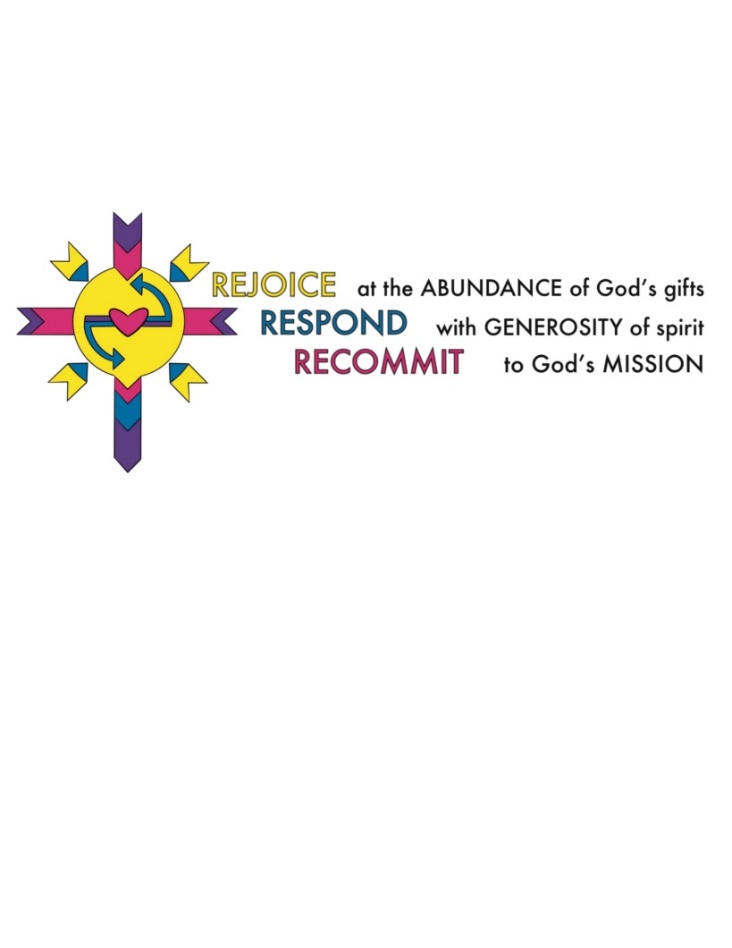 REJOICE at the ABUNDANCE of God's gifts
RESPOND with GENEROSITY of spirit
RECOMMIT to God's MISSION